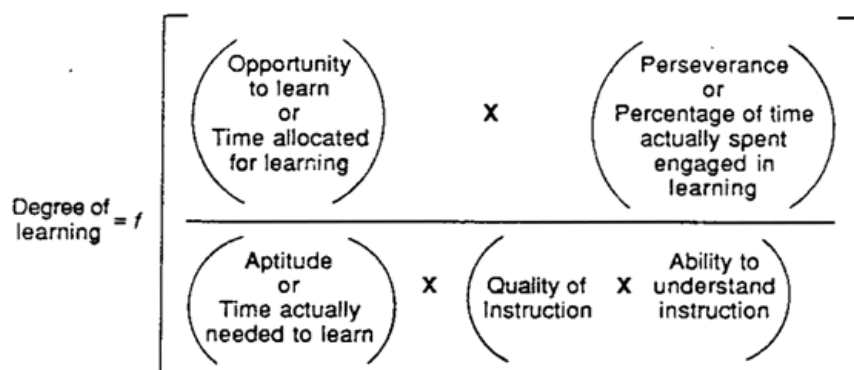 Opportunity
to learn
or
Time allocated
for learning
X
Perseverance
or
Percentage of time
actually spent
engaged in
learning
Degree of
learning = f
Aptitude
or
Time actually
needed to learn
X
Quality of
Instruction
X
Ability to
understand
instruction